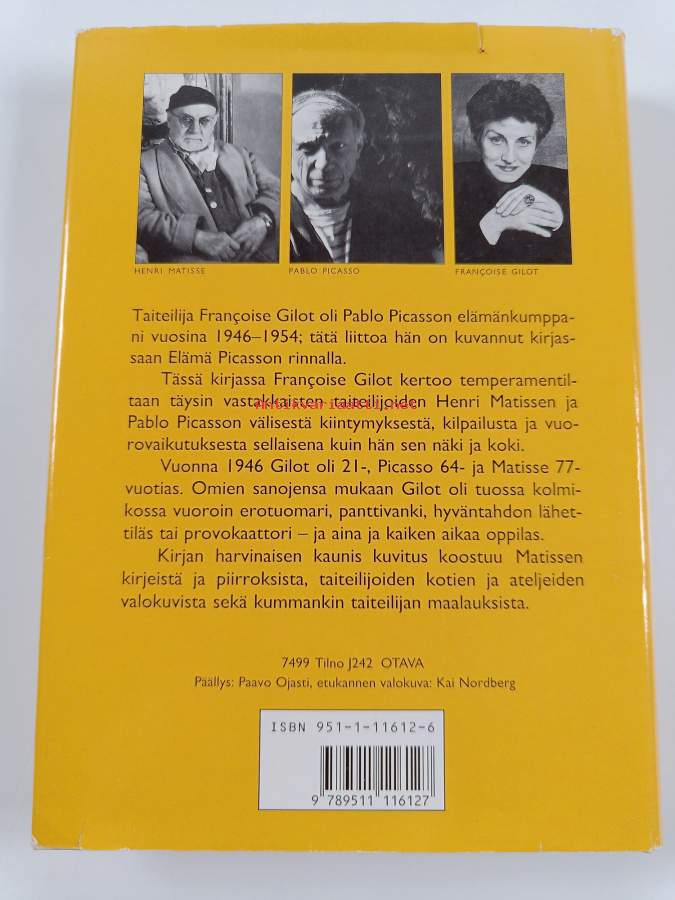 HENRI MATISSE
PABLO PICASSO
FRANÇOISE GILOT
Taiteilija Françoise Gilot oli Pablo Picasson elämänkumppa-
ni vuosina 1946–1954; tätä liittoa hän on kuvannut kirjas-
saan Elämä Picasson rinnalla.
Tässä kirjassa Françoise Gilot kertoo temperamentil-
taan täysin vastakkaisten taiteilijoiden Henri Matissen ja
Antikvariaatti.net
Pablo Picasson välisestä kiintymyksestä, kilpailusta ja vuo-
rovaikutuksesta sellaisena kuin hän sen näki ja koki.
Vuonna 1946 Gilot oli 21-, Picasso 64- ja Matisse 77-
vuotias. Omien sanojensa mukaan Gilot oli tuossa kolmi-
kossa vuoroin erotuomari, panttivanki, hyväntahdon lähet-
tiläs tai provokaattori – ja aina ja kaiken aikaa oppilas.
Kirjan harvinaisen kaunis kuvitus koostuu Matissen
kirjeistä ja piirroksista, taiteilijoiden kotien ja ateljeiden
valokuvista sekä kummankin taiteilijan maalauksista.
7499 Tilno J242 OTAVA
Päällys: Paavo Ojasti, etukannen valokuva: Kai Nordberg
ISBN 951-1-11612-6
9 789511 116127